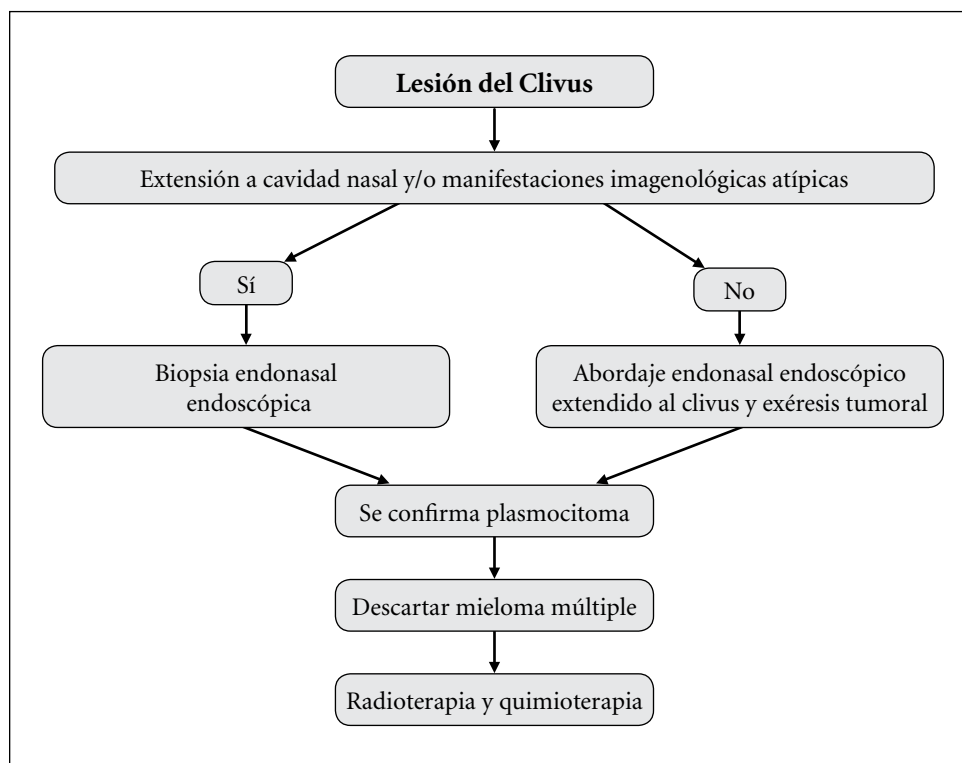 Lesión del Clivus
Extensión a cavidad nasal y/o manifestaciones imagenológicas atípicas
Sí
No
Biopsia endonasal
endoscópica
Abordaje endonasal endoscópico
extendido al clivus y exéresis tumoral
Se confirma plasmocitoma
Descartar mieloma múltiple
Radioterapia y quimioterapia